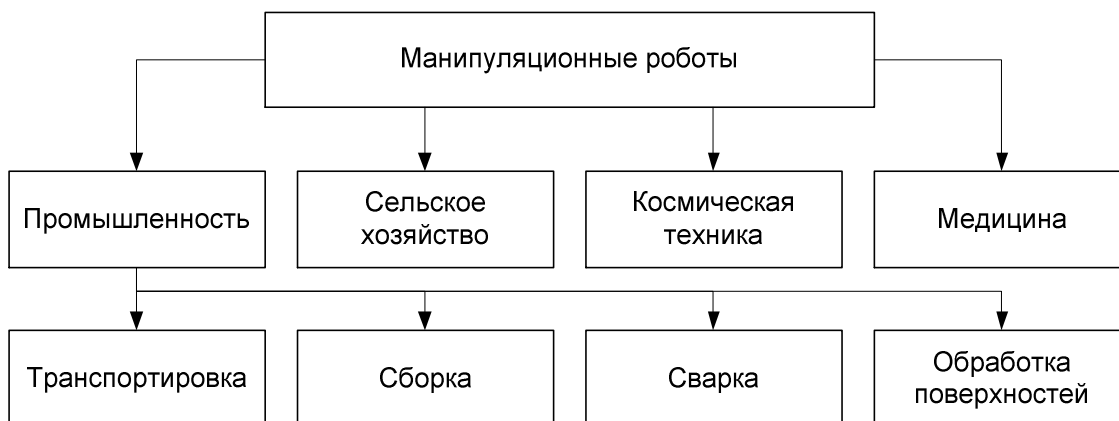 Манипуляционные роботы
Промышленность
Сельское
хозяйство
Космическая
техника
Медицина
Транспортировка
Сборка
Сварка
Обработка
поверхностей